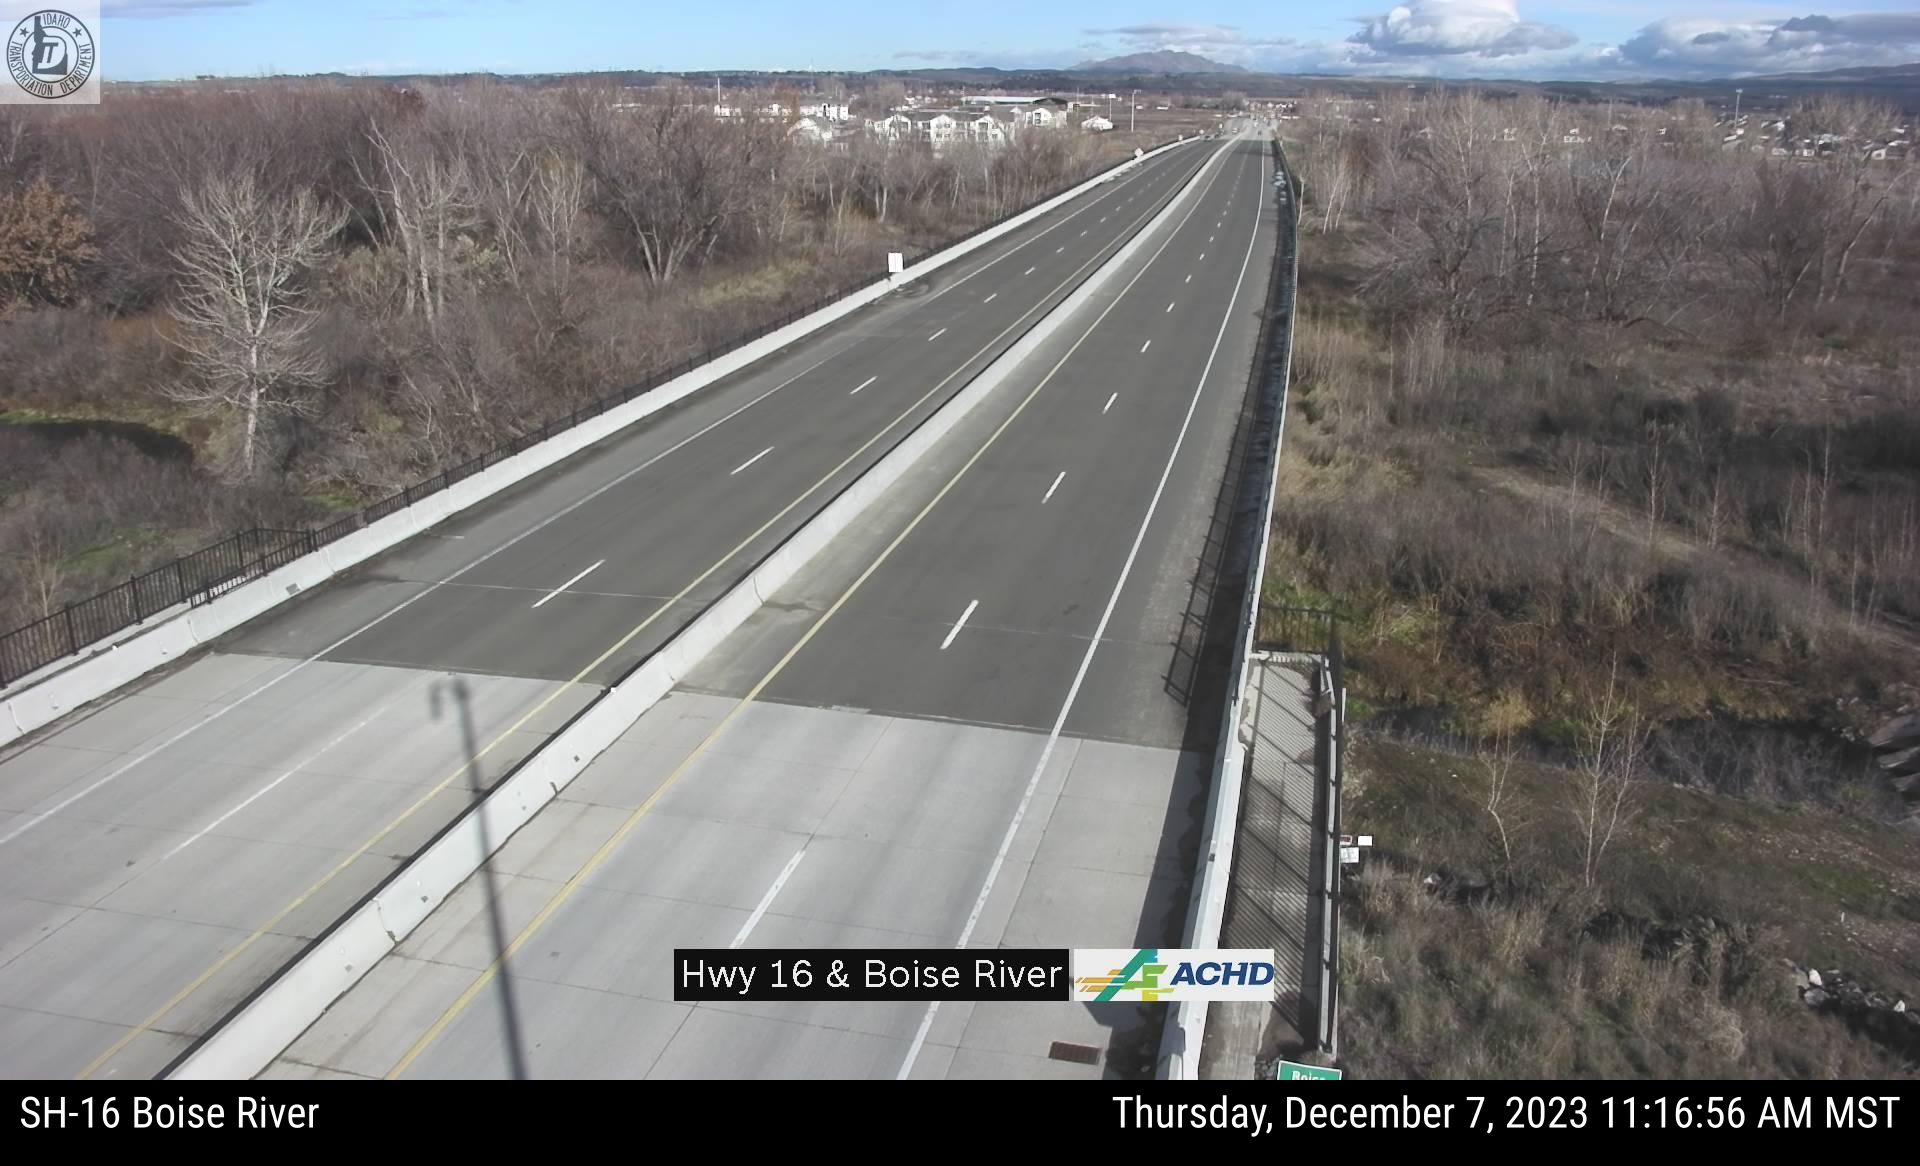 IDAHO
TRANSPORTATION DEPARTMENT
Hwy 16 & Boise River
ACHD
Boise
SH-16 Boise River
Thursday, December 7, 2023 11:16:56 AM MST